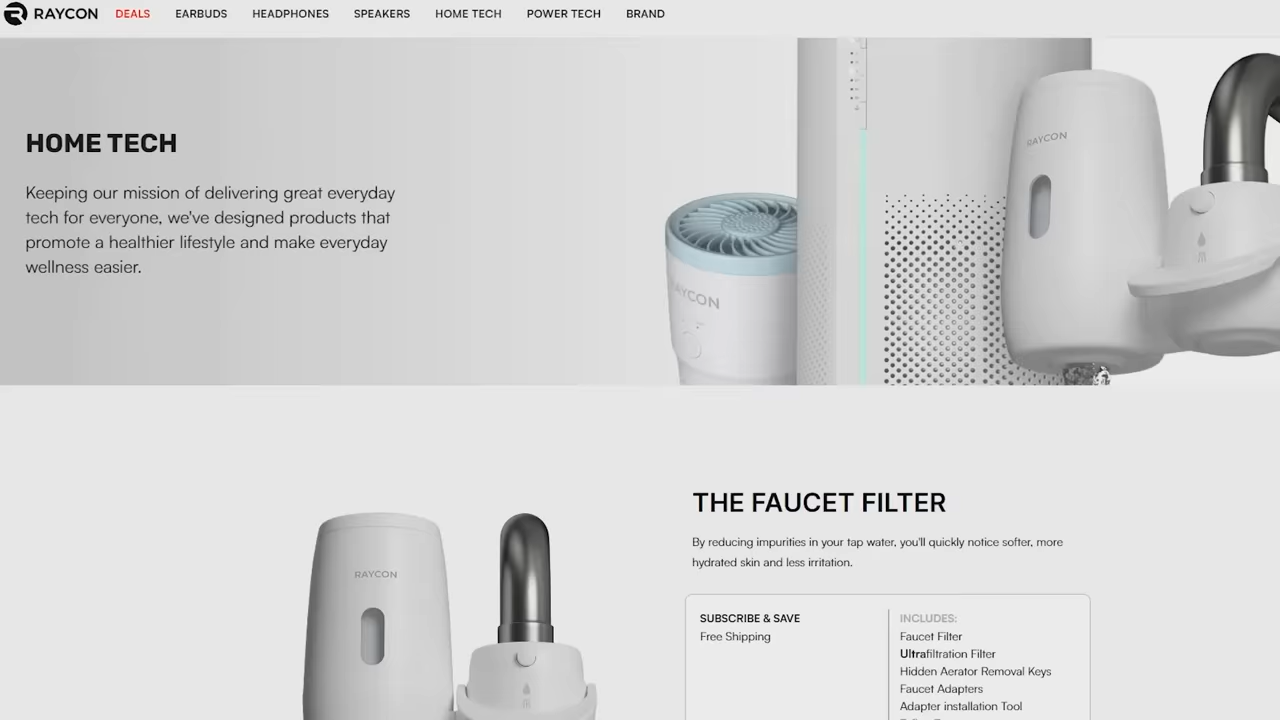 RAYCON DEALS EARBUDS HEADPHONES SPEAKERS HOME TECH POWER TECH BRAND
HOME TECH
Keeping our mission of delivering great everyday
tech for everyone, we've designed products that
promote a healthier lifestyle and make everyday
wellness easier.
RAYCON
RAYCON
THE FAUCET FILTER
By reducing impurities in your tap water, you'll quickly notice softer, more
hydrated skin and less irritation.
RAYCON
SUBSCRIBE & SAVE
Free Shipping
INCLUDES:
Faucet Filter
Ultrafiltration Filter
Hidden Aerator Removal Keys
Faucet Adapters
Adapter installation Tool